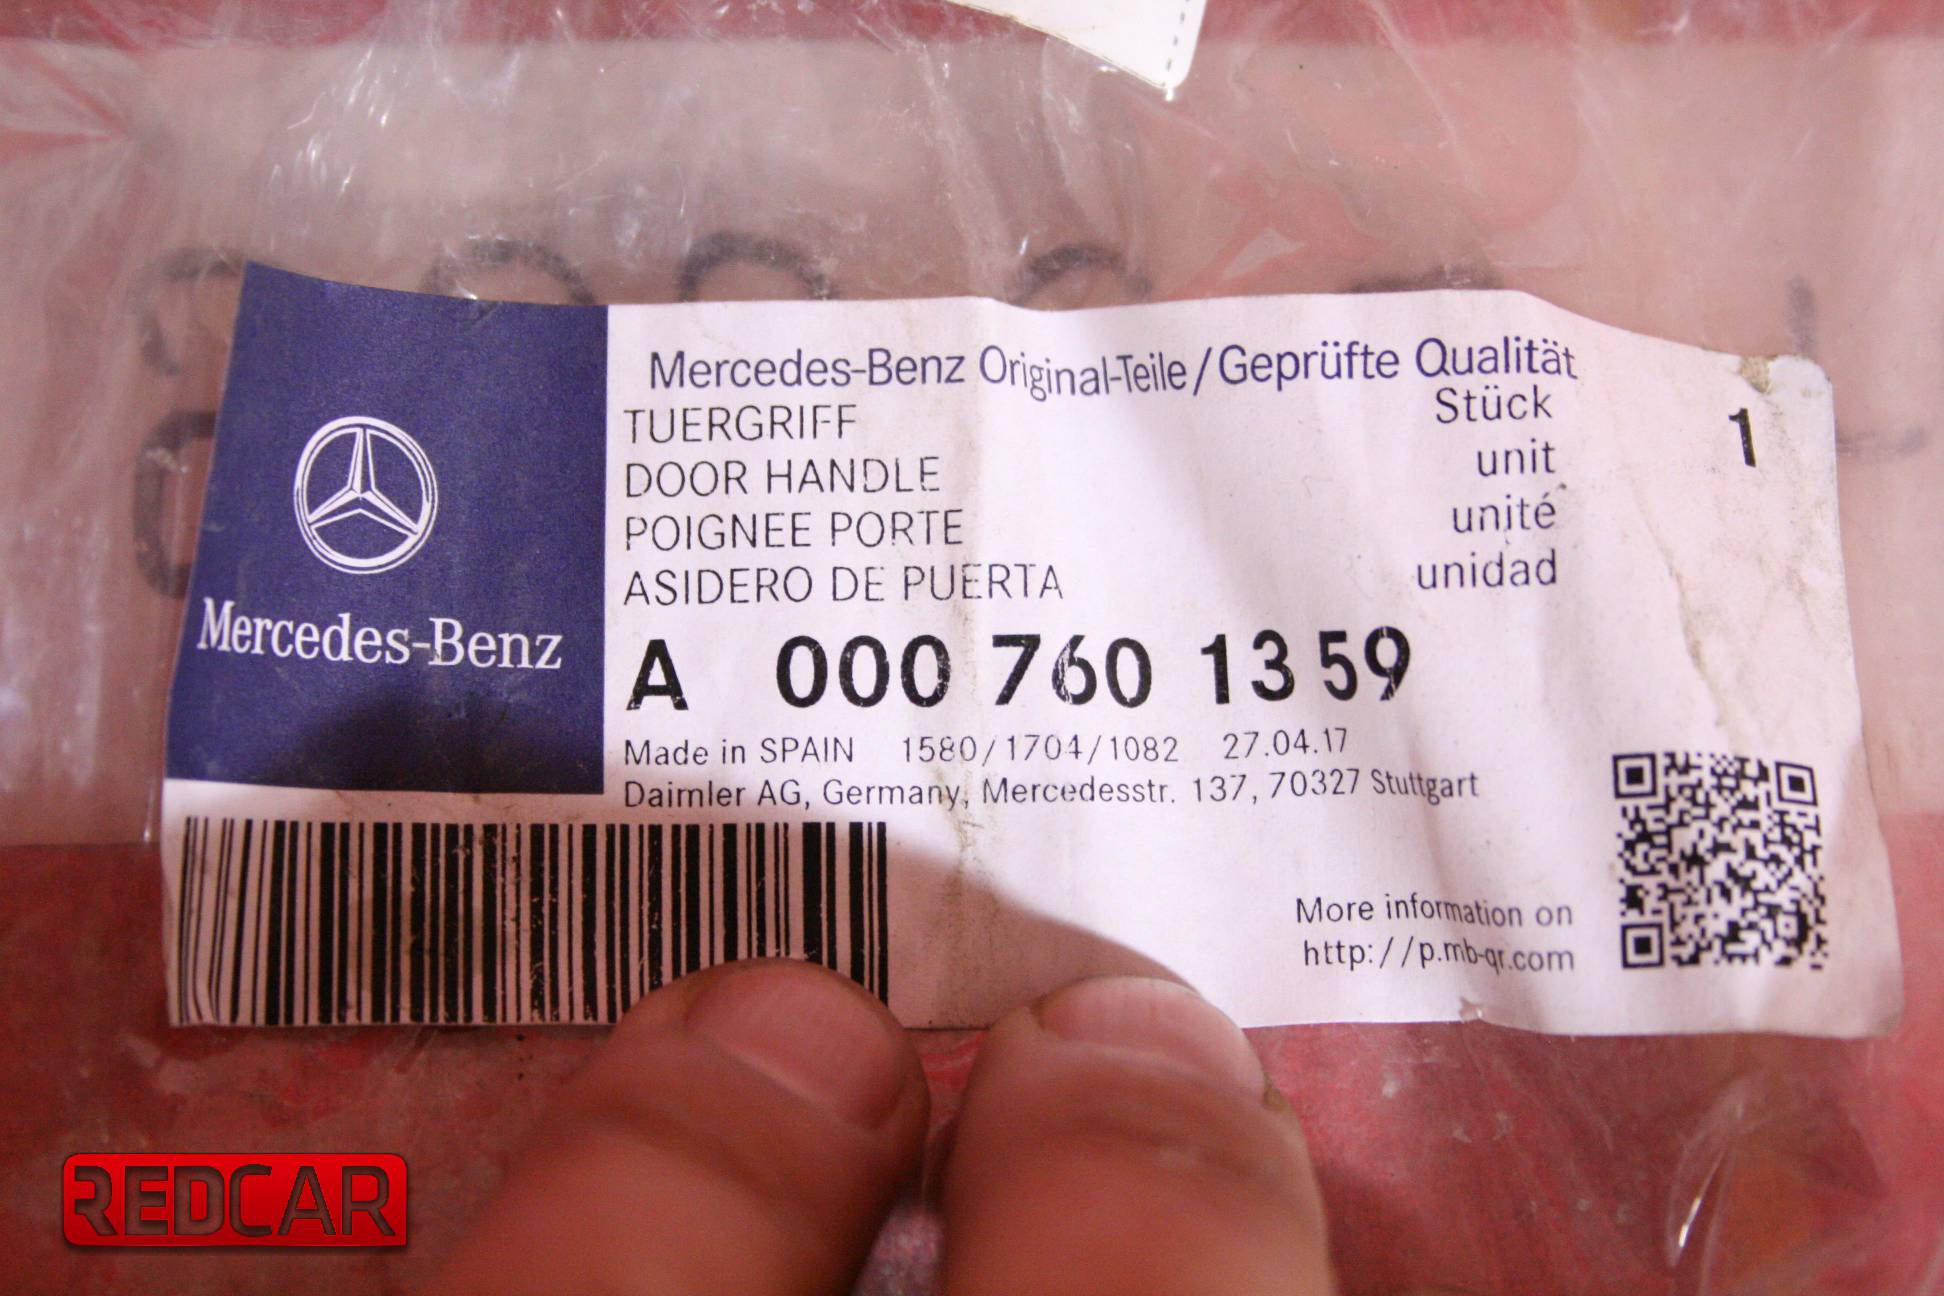 Mercedes-Benz
Mercedes-Benz Original-Teile/Geprüfte Qualität
TUERGRIFF
DOOR HANDLE
POIGNEE PORTE
ASIDERO DE PUERTA
Stück
unit
unité
unidad
1
A 000 760 13 59
Made in SPAIN 1580/1704/1082 27.04.17
Daimler AG, Germany, Mercedesstr. 137, 70327 Stuttgart
More information on
http://p.mb-qr.com
REDCAR